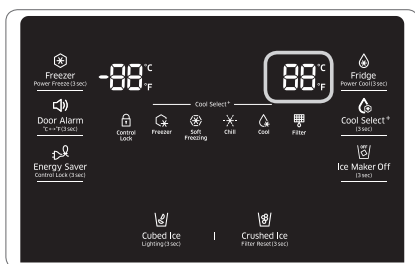 Freezer
Power Freeze (3 sec)
-88 °C °F
88 °C °F
Fridge
Power Cool (3 sec)
Door Alarm
°C↔°F (3 sec)
Cool Select+
Control Lock
Freezer
Soft Freezing
Chill
Cool
Filter
Cool Select+
(3 sec)
Energy Saver
Control Lock (3 sec)
OFF
Ice Maker Off
(3 sec)
Cubed Ice
Lighting (3 sec)
Crushed Ice
Filter Reset (3 sec)